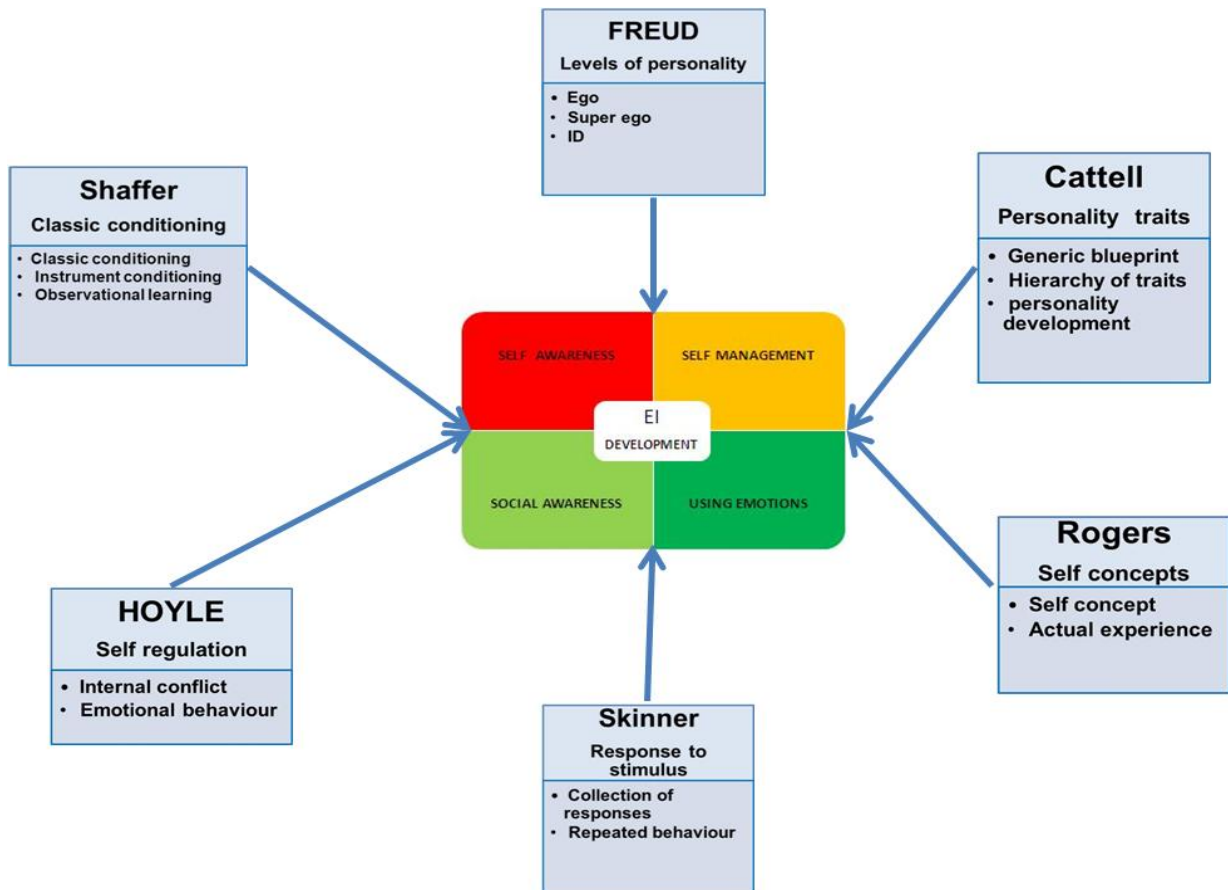 FREUD
Levels of personality
• Ego
• Super ego
• ID
Shaffer
Classic conditioning
• Classic conditioning
• Instrument conditioning
• Observational learning
Cattell
Personality traits
• Generic blueprint
• Hierarchy of traits
• personality
development
SELF AWARENESS
SELF MANAGEMENT
EI
DEVELOPMENT
SOCIAL AWARENESS
USING EMOTIONS
HOYLE
Self regulation
• Internal conflict
• Emotional behaviour
Rogers
Self concepts
• Self concept
• Actual experience
Skinner
Response to
stimulus
• Collection of
responses
• Repeated behaviour